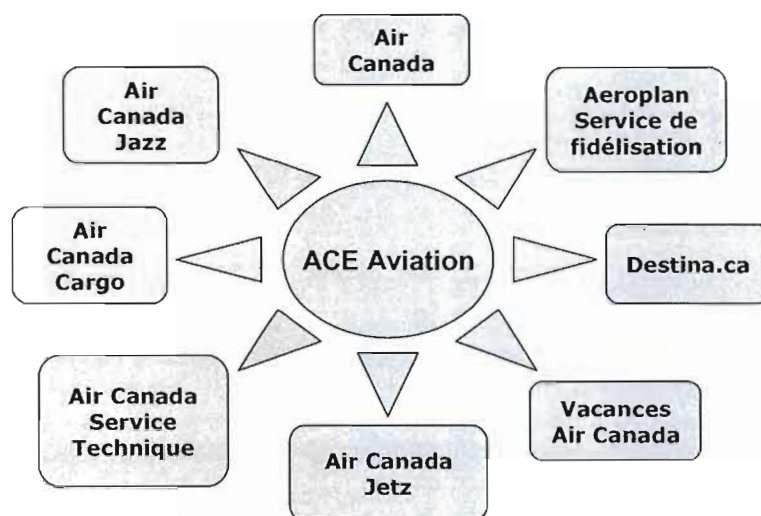 Air
Canada
Air
Canada
Jazz
Aeroplan
Service de
fidélisation
Air
Canada
Cargo
ACE Aviation
Destina.ca
Air Canada
Service
Technique
Vacances
Air Canada
Air Canada
Jetz